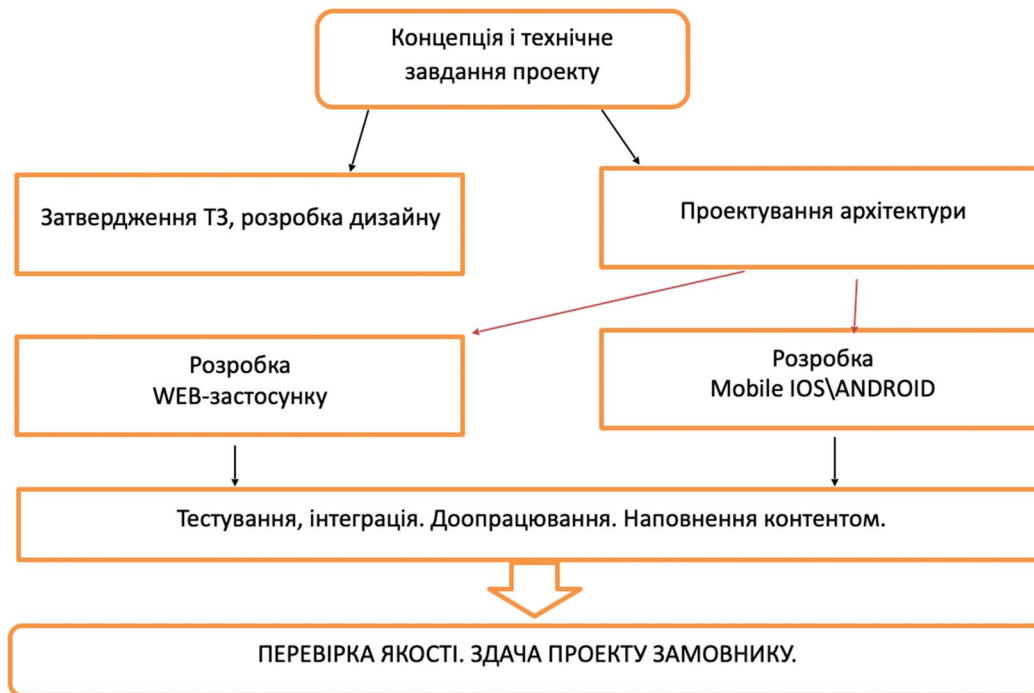 Концепція і технічне
завдання проекту
Затвердження ТЗ, розробка дизайну
Проектування архітектури
Розробка
WEB-застосунку
Розробка
Mobile IOS\ANDROID
Тестування, інтеграція. Доопрацювання. Наповнення контентом.
ПЕРЕВІРКА ЯКОСТІ. ЗДАЧА ПРОЕКТУ ЗАМОВНИКУ.